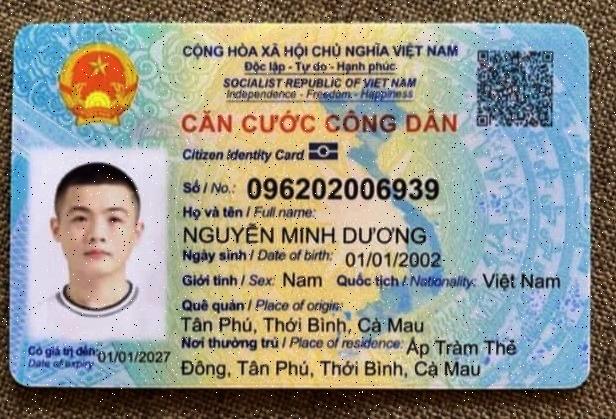 CỘNG HÒA XÃ HỘI CHỦ NGHĨA VIỆT NAM
Độc lập - Tự do - Hạnh phúc
SOCIALIST REPUBLIC OF VIET NAM
Independence - Freedom - Happiness
CĂN CƯỚC CÔNG DÂN
Citizen Identity Card
Số / No.: 096202006939
Họ và tên / Full name:
NGUYỄN MINH DƯƠNG
Ngày sinh / Date of birth: 01/01/2002
Giới tính / Sex: Nam Quốc tịch / Nationality: Việt Nam
Quê quán / Place of origin:
Tân Phú, Thới Bình, Cà Mau
Nơi thường trú / Place of residence: Ấp Tràm Thẻ
Đông, Tân Phú, Thới Bình, Cà Mau
Có giá trị đến: 01/01/2027
Date of expiry